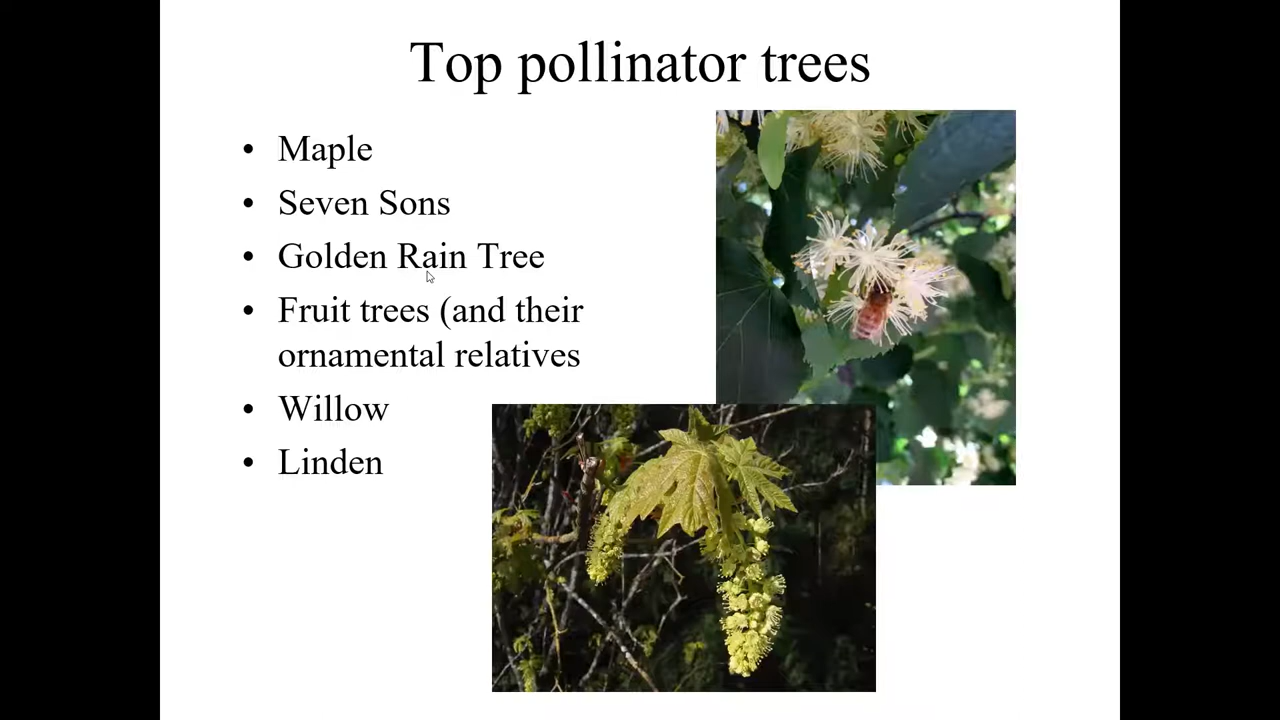 Top pollinator trees
• Maple
• Seven Sons
• Golden Rain Tree
• Fruit trees (and their
ornamental relatives
• Willow
• Linden